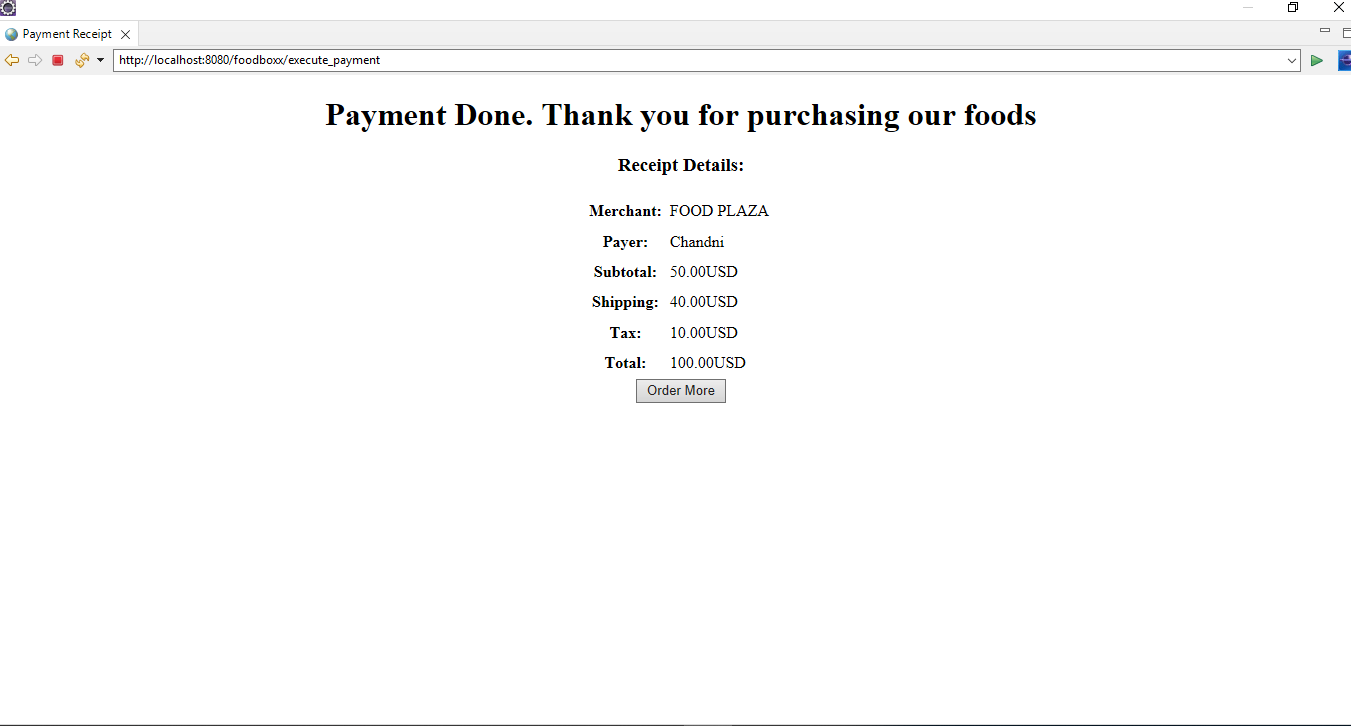 Payment Receipt
http://localhost:8080/foodboxx/execute_payment
Payment Done. Thank you for purchasing our foods
Receipt Details:
Merchant: FOOD PLAZA
Payer: Chandni
Subtotal: 50.00USD
Shipping: 40.00USD
Tax: 10.00USD
Total: 100.00USD
Order More